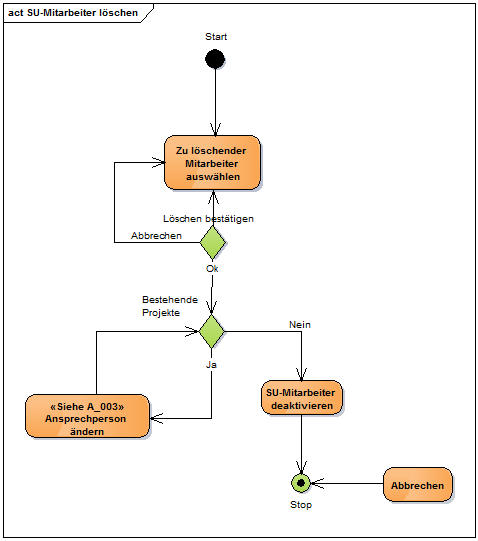 act SU-Mitarbeiter löschen
Start
Zu löschender
Mitarbeiter
auswählen
Löschen bestätigen
Abbrechen
Ok
Bestehende
Projekte
Nein
Ja
SU-Mitarbeiter
deaktivieren
«Siehe A_003»
Ansprechperson
ändern
Abbrechen
Stop